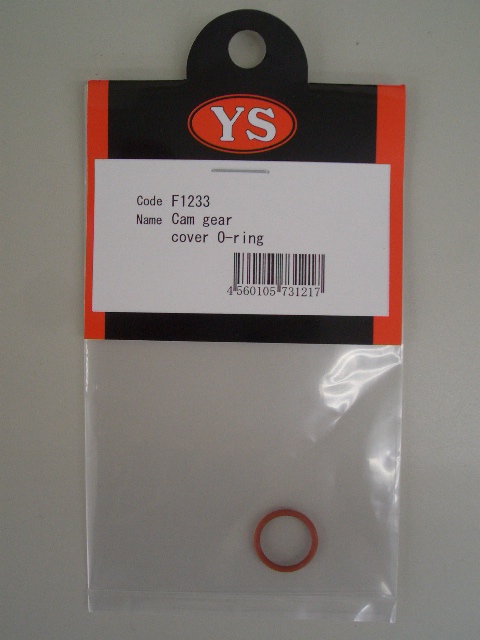 YS
Code F1233
Name Cam gear
cover O-ring
4 560105 731217